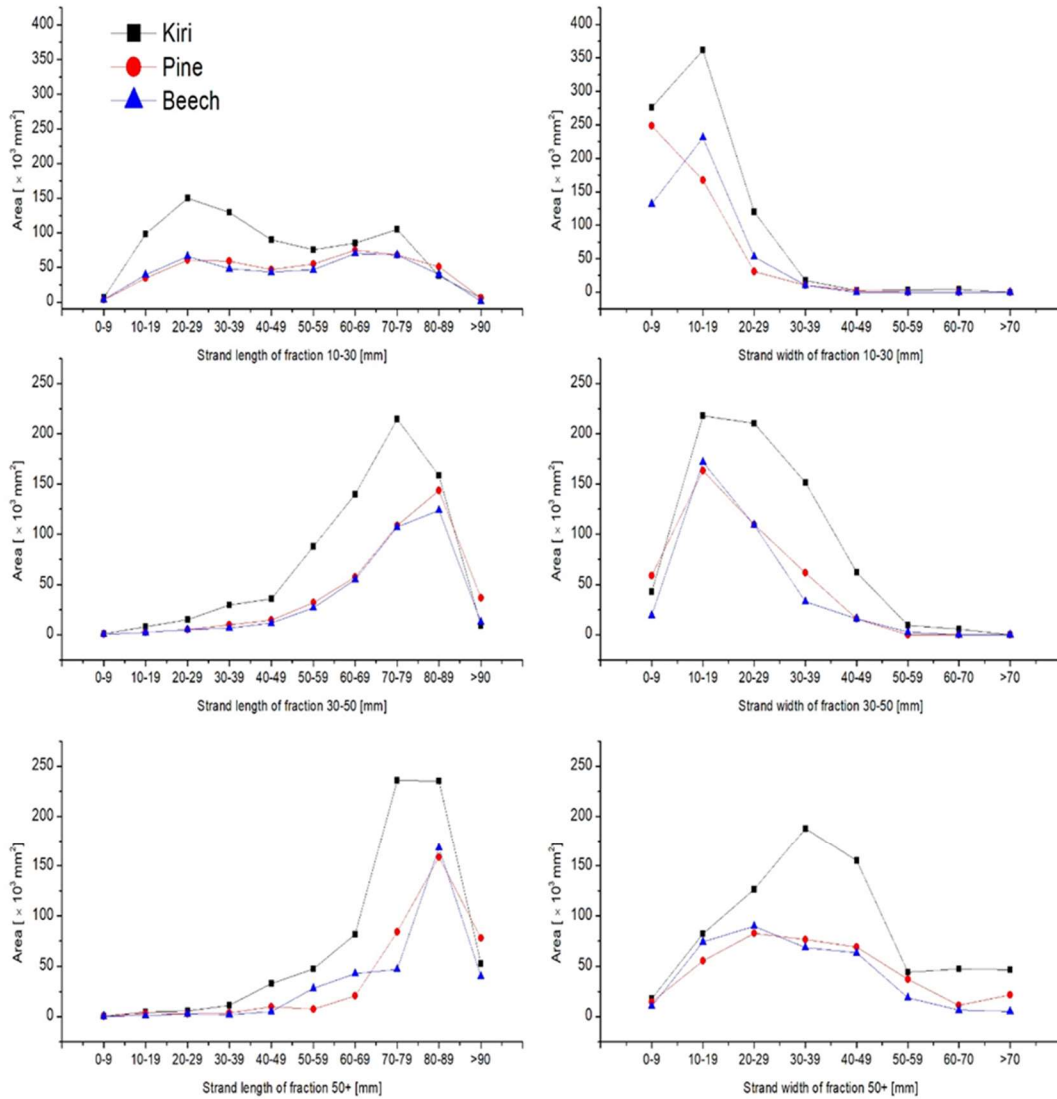 400
350
300
250
200
150
100
50
0
Area [ × 10³ mm²]
Kiri
Pine
Beech
0-9 10-19 20-29 30-39 40-49 50-59 60-69 70-79 80-89 >90
Strand length of fraction 10-30 [mm]
400
350
300
250
200
150
100
50
0
Area [ × 10³ mm²]
0-9 10-19 20-29 30-39 40-49 50-59 60-70 >70
Strand width of fraction 10-30 [mm]
250
200
150
100
50
0
Area [ × 10³ mm²]
0-9 10-19 20-29 30-39 40-49 50-59 60-69 70-79 80-89 >90
Strand length of fraction 30-50 [mm]
250
200
150
100
50
0
Area [ × 10³ mm²]
0-9 10-19 20-29 30-39 40-49 50-59 60-70 >70
Strand width of fraction 30-50 [mm]
250
200
150
100
50
0
Area [ × 10³ mm²]
0-9 10-19 20-29 30-39 40-49 50-59 60-69 70-79 80-89 >90
Strand length of fraction 50+ [mm]
250
200
150
100
50
0
Area [ × 10³ mm²]
0-9 10-19 20-29 30-39 40-49 50-59 60-70 >70
Strand width of fraction 50+ [mm]